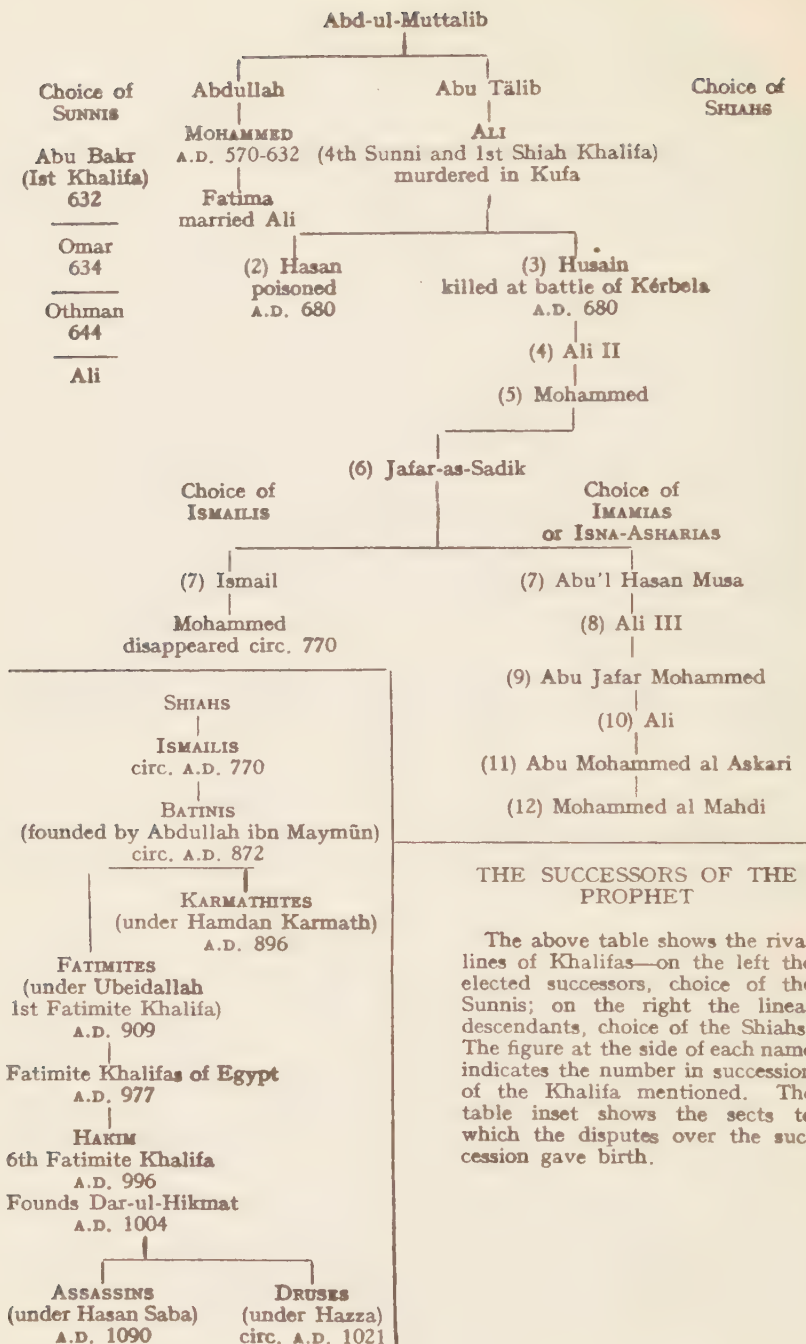 Abd-ul-Muttalib
Choice of
SUNNIS
Abu Bakr
(Ist Khalifa)
632
Omar
634
Othman
644
Ali
Abdullah
MOHAMMED
A.D. 570-632
Fatima
married Ali
Abu Tälib
ALI
(4th Sunni and 1st Shiah Khalifa)
murdered in Kufa
Choice of
SHIAHS
(2) Hasan
poisoned
A.D. 680
(3) Husain
killed at battle of Kérbela
A.D. 680
(4) Ali II
(5) Mohammed
(6) Jafar-as-Sadik
Choice of
ISMAILIS
(7) Ismail
Mohammed
disappeared circ. 770
Choice of
IMAMIAS
or ISNA-ASHARIAS
(7) Abu'l Hasan Musa
(8) Ali III
(9) Abu Jafar Mohammed
(10) Ali
(11) Abu Mohammed al Askari
(12) Mohammed al Mahdi
SHIAHS
ISMAILIS
circ. A.D. 770
BATINIS
(founded by Abdullah ibn Maymūn)
circ. A.D. 872
KARMATHITES
(under Hamdan Karmath)
A.D. 896
FATIMITES
(under Ubeidallah
1st Fatimite Khalifa)
A.D. 909
Fatimite Khalifas of Egypt
A.D. 977
HAKIM
6th Fatimite Khalifa
A.D. 996
Founds Dar-ul-Hikmat
A.D. 1004
ASSASSINS
(under Hasan Saba)
A.D. 1090
DRUSES
(under Hazza)
circ. A.D. 1021
THE SUCCESSORS OF THE
PROPHET
The above table shows the riva
lines of Khalifas—on the left the
elected successors, choice of the
Sunnis; on the right the linea
descendants, choice of the Shiahs
The figure at the side of each name
indicates the number in succession
of the Khalifa mentioned. The
table inset shows the sects to
which the disputes over the suc
cession gave birth.